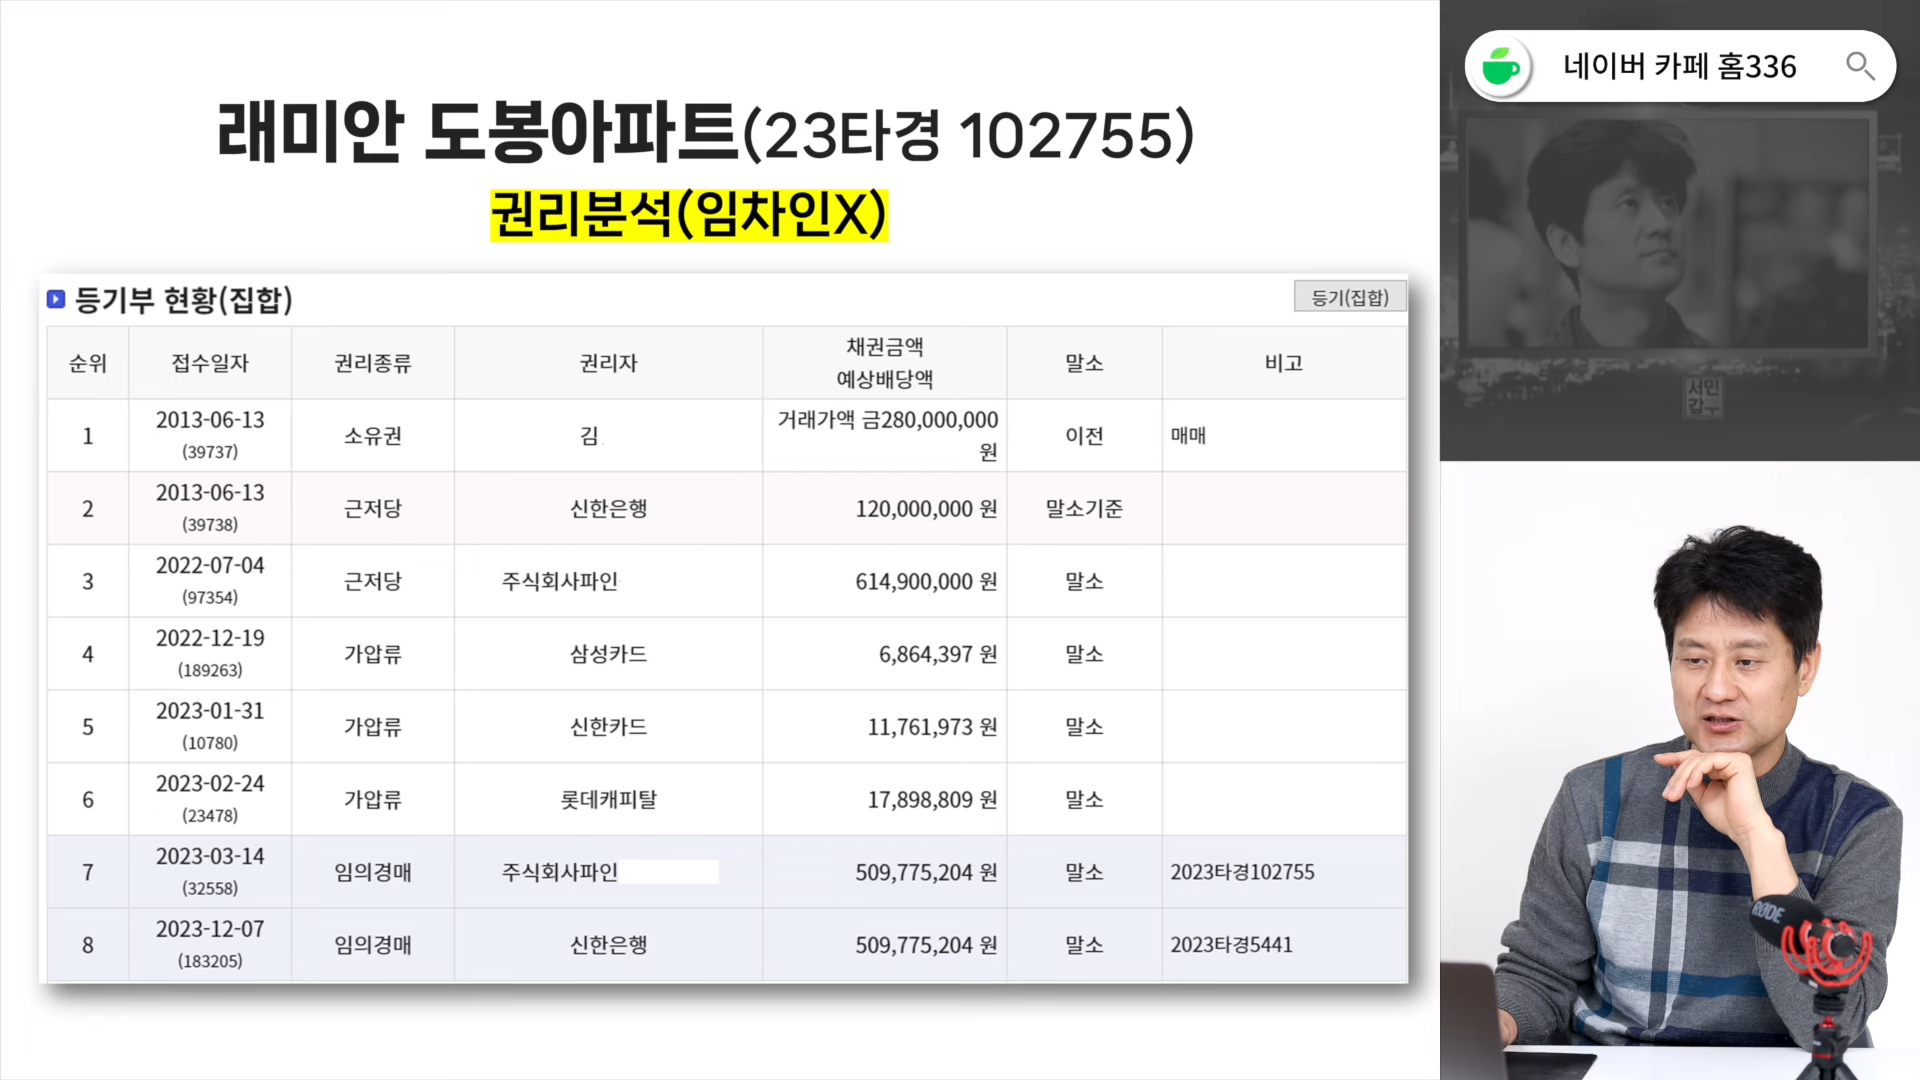 래미안 도봉아파트(23타경 102755)
권리분석(임차인X)
등기부 현황(집합)
등기(집합)
순위 접수일자 권리종류 권리자 채권금액 예상배당액 말소 비고
1 2013-06-13 (39737) 소유권 김 거래가액 금280,000,000원 이전 매매
2 2013-06-13 (39738) 근저당 신한은행 120,000,000 원 말소기준
3 2022-07-04 (97354) 근저당 주식회사파인 614,900,000 원 말소
4 2022-12-19 (189263) 가압류 삼성카드 6,864,397 원 말소
5 2023-01-31 (10780) 가압류 신한카드 11,761,973 원 말소
6 2023-02-24 (23478) 가압류 롯데캐피탈 17,898,809 원 말소
7 2023-03-14 (32558) 임의경매 주식회사파인 509,775,204 원 말소 2023타경102755
8 2023-12-07 (183205) 임의경매 신한은행 509,775,204 원 말소 2023타경5441
네이버 카페 홈336
서민
갑부
RØDE